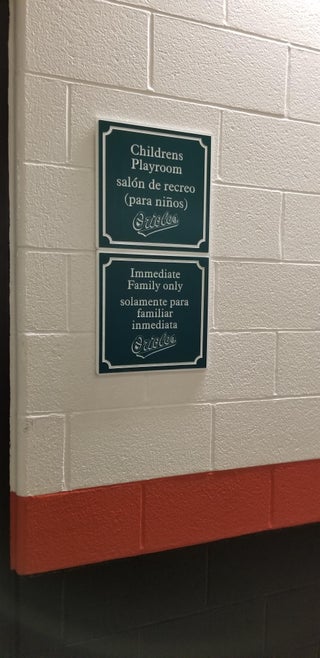 Childrens
Playroom
salón de recreo
(para niños)
Orioles
Immediate
Family only
solamente para
familiar
inmediata
Orioles